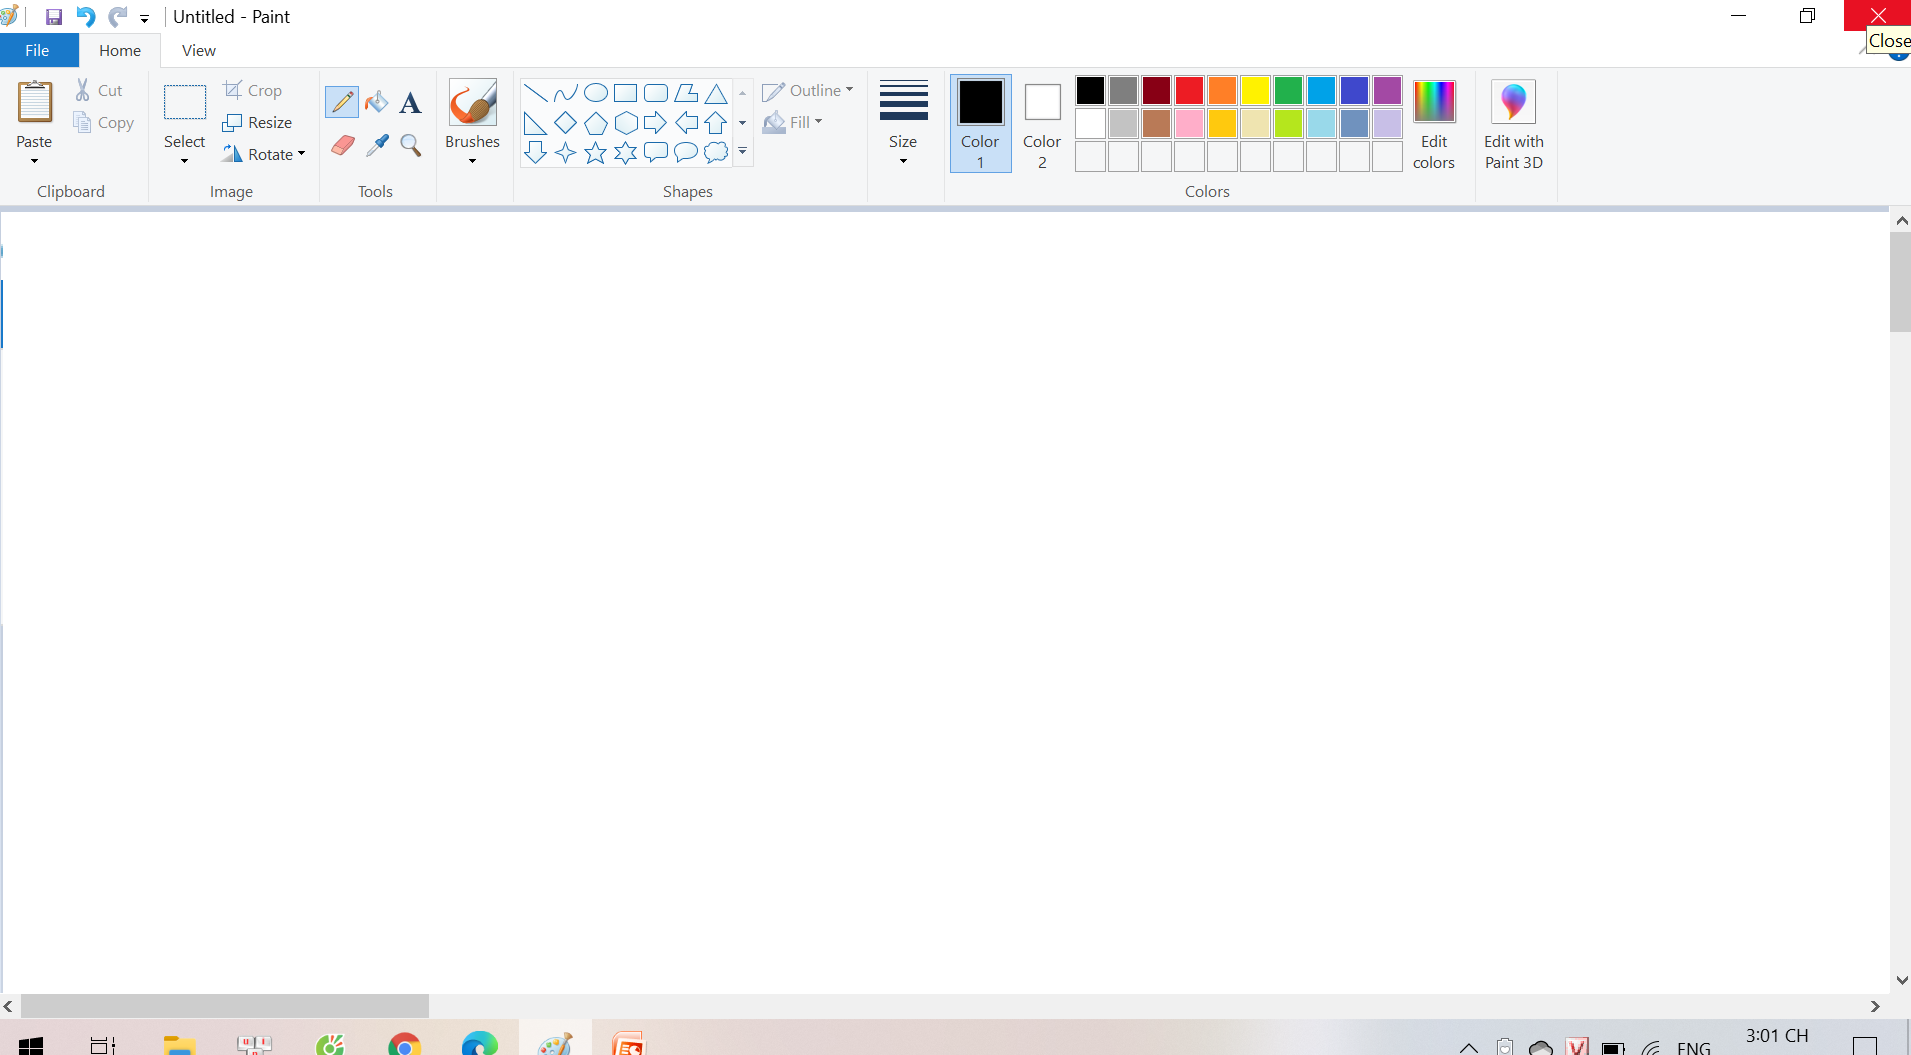 Untitled - Paint
Close
File Home View
Paste
Cut
Copy
Clipboard
Select
Crop
Resize
Rotate
Image
A
Tools
Brushes
Shapes
Outline
Fill
Size
Color 1
Color 2
Colors
Edit colors
Edit with Paint 3D
3:01 CH
ENG